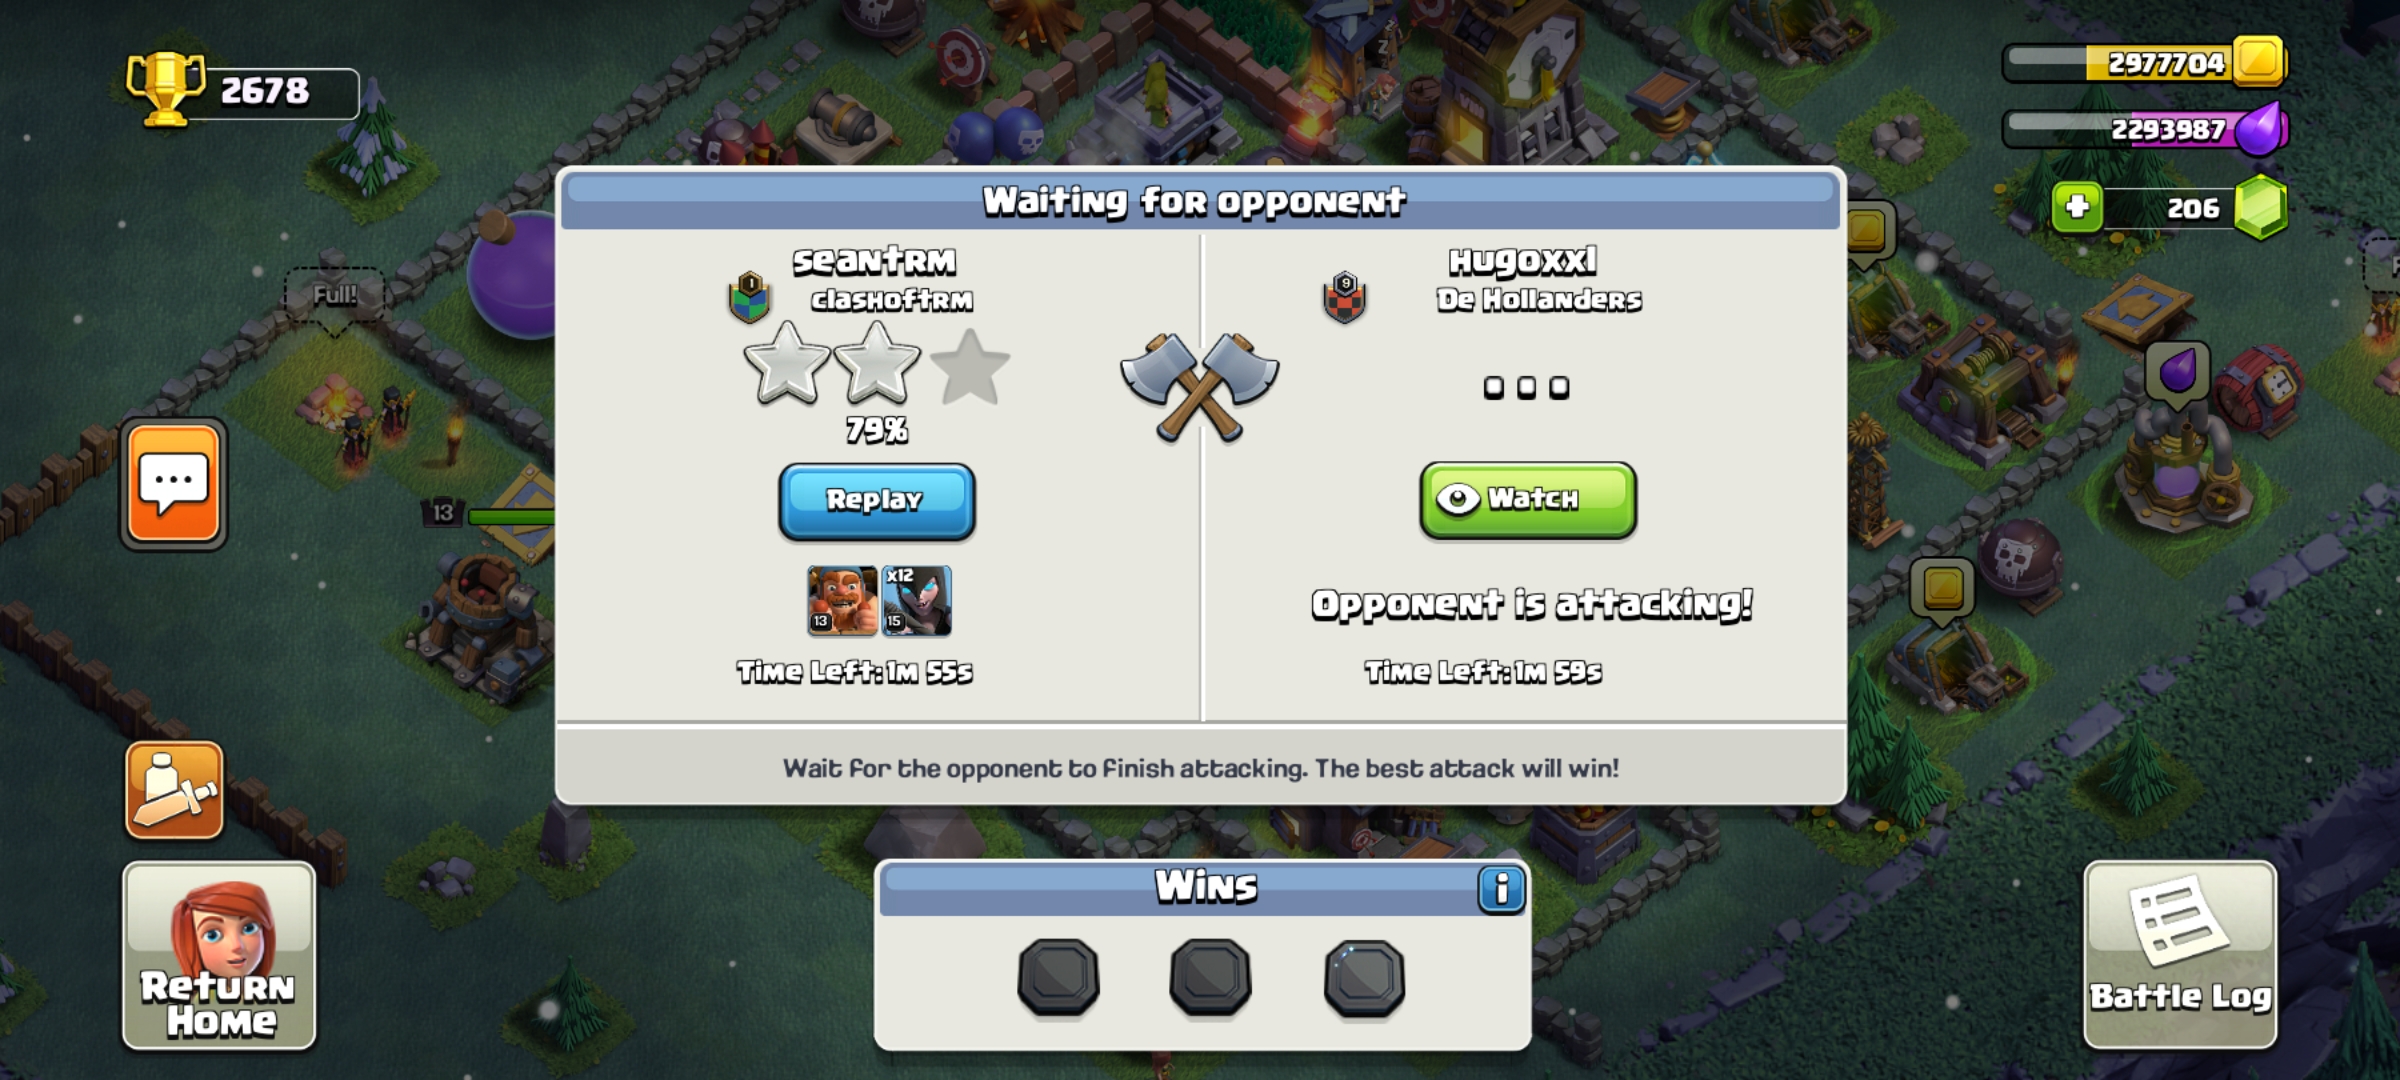 2678
2977704
2293987
206
Full!
13
Waiting for opponent
seantrm
clashoftrm
1
79%
Replay
13
x12
15
Time Left:1m 55s
Hugoxxl
De Hollanders
9
Watch
Opponent is attacking!
Time Left:1m 59s
Wait for the opponent to finish attacking. The best attack will win!
Wins
Return
Home
Battle Log